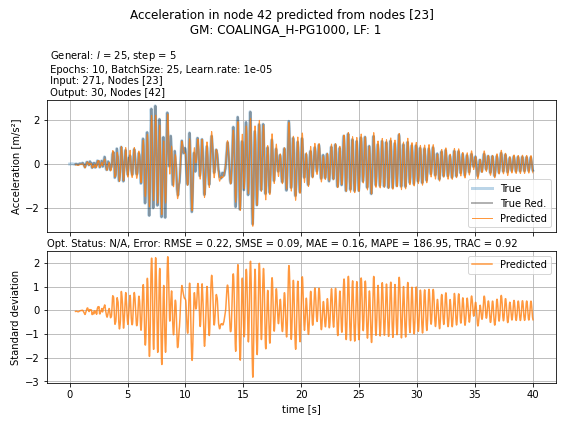 Acceleration in node 42 predicted from nodes [23]
GM: COALINGA_H-PG1000, LF: 1
General: l = 25, step = 5
Epochs: 10, BatchSize: 25, Learn.rate: 1e-05
Input: 271, Nodes [23]
Output: 30, Nodes [42]
Acceleration [m/s²]
2
0
−2
True
True Red.
Predicted
Opt. Status: N/A, Error: RMSE = 0.22, SMSE = 0.09, MAE = 0.16, MAPE = 186.95, TRAC = 0.92
Standard deviation
2
1
0
−1
−2
−3
Predicted
0 5 10 15 20 25 30 35 40
time [s]